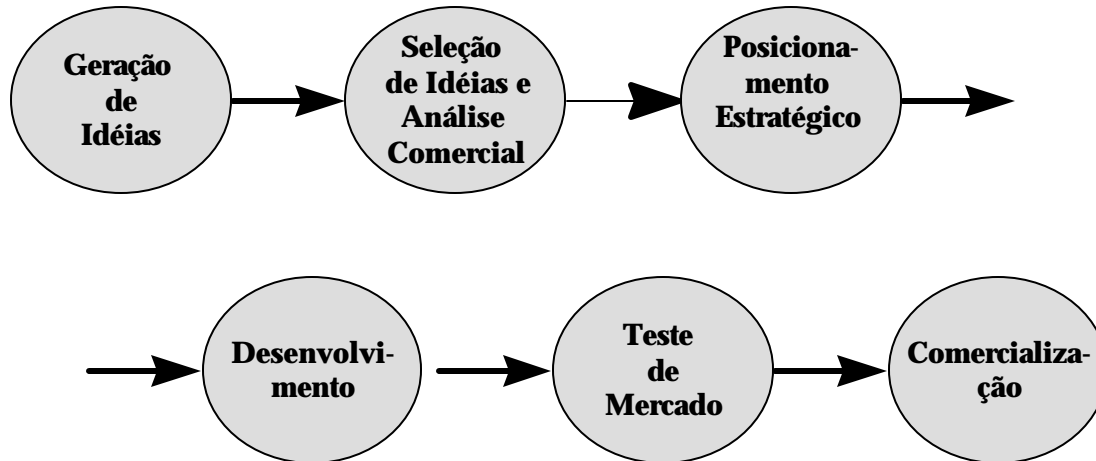 Geração
de
Idéias
Seleção
de Idéias e
Análise
Comercial
Posiciona-
mento
Estratégico
Desenvolvi-
mento
Teste
de
Mercado
Comercializa-
ção